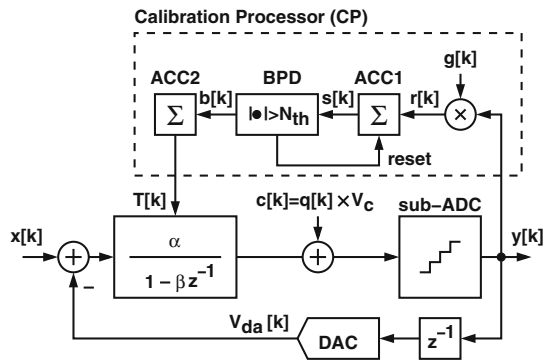 Calibration Processor (CP)
g[k]
ACC2
BPD
ACC1
b[k]
s[k]
r[k]
Σ
|●|>Nth
Σ
×
reset
T[k]
c[k]=q[k]×Vc
sub−ADC
x[k]
+
α
1 − βz⁻¹
+
y[k]
−
Vda[k]
DAC
z⁻¹